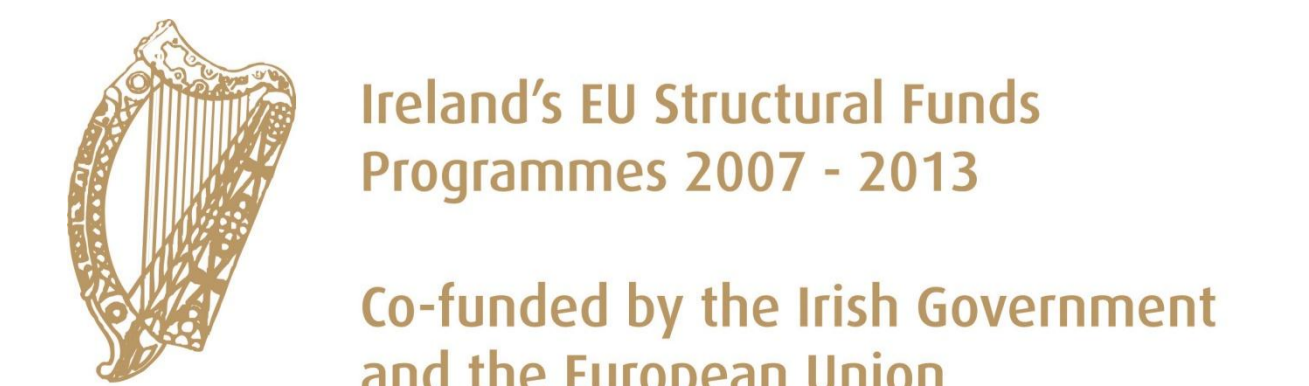 Ireland's EU Structural Funds
Programmes 2007 - 2013
Co-funded by the Irish Government
and the European Union